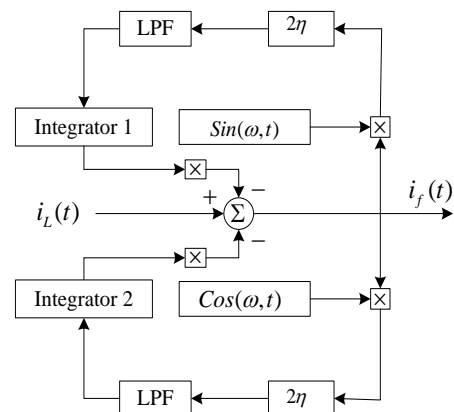 LPF
2η
Integrator 1
Sin(ω,t)
×
×
−
i_L(t)
+
Σ
i_f(t)
−
×
Integrator 2
Cos(ω,t)
×
LPF
2η